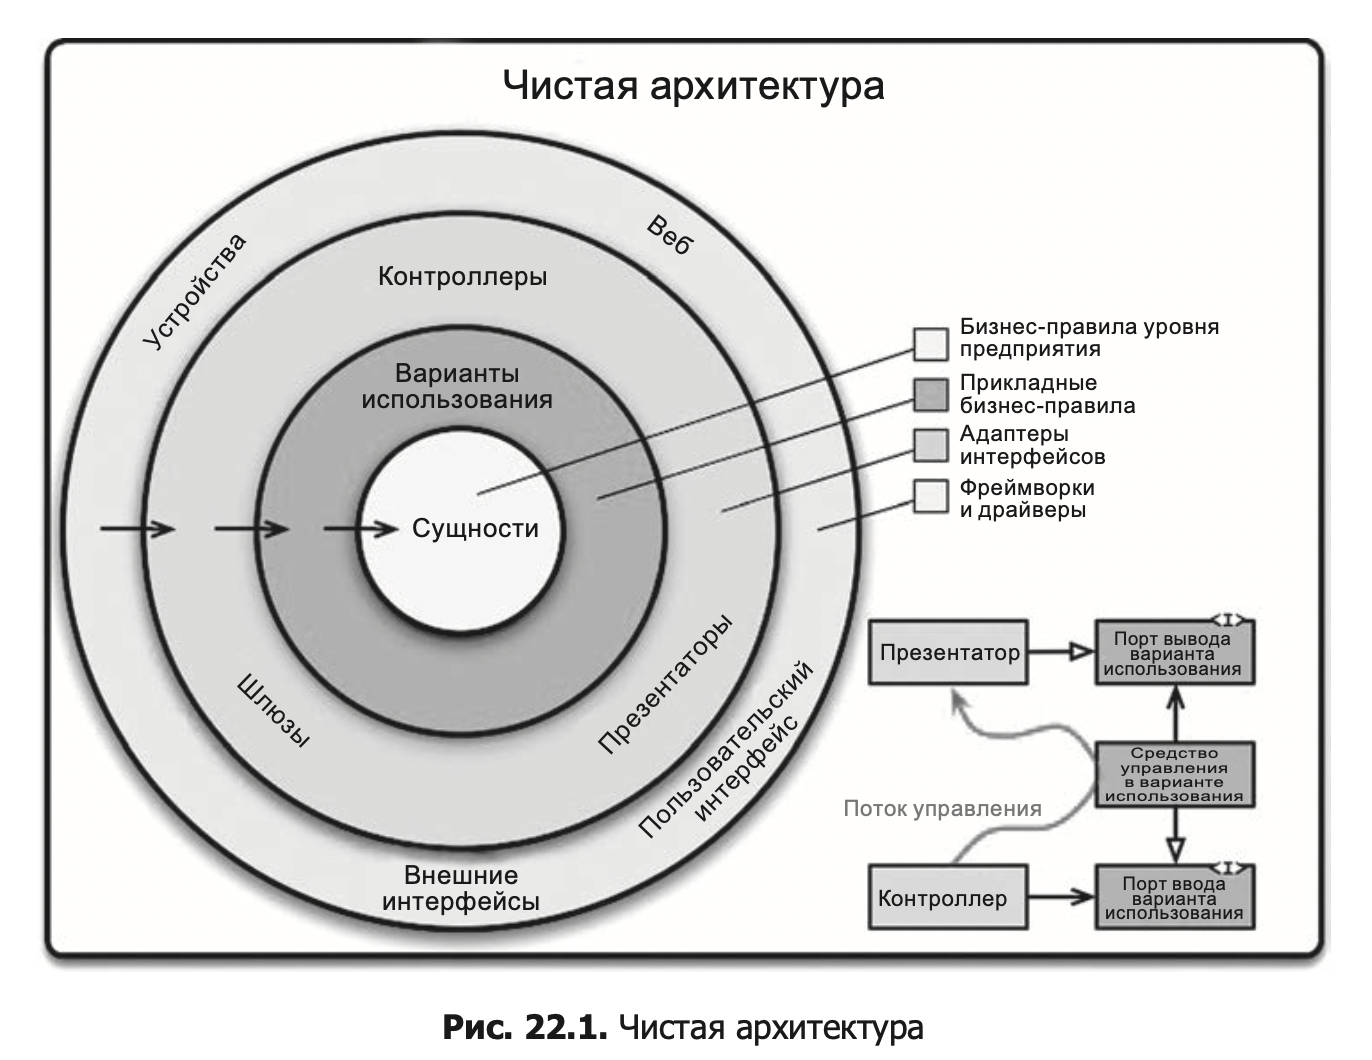 Чистая архитектура
Устройства
Веб
Контроллеры
Варианты
использования
Сущности
Шлюзы
Презентаторы
Пользовательский
интерфейс
Внешние
интерфейсы
Бизнес-правила уровня
предприятия
Прикладные
бизнес-правила
Адаптеры
интерфейсов
Фреймворки
и драйверы
Презентатор
<I>
Порт вывода
варианта
использования
Средство
управления
в варианте
использования
Поток управления
Контроллер
<I>
Порт ввода
варианта
использования
Рис. 22.1. Чистая архитектура